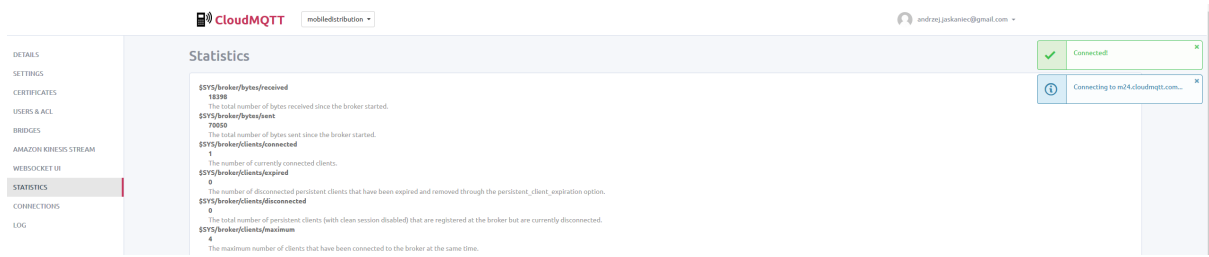 CloudMQTT
mobiledistribution
andrzej.jaskaniec@gmail.com
DETAILS
SETTINGS
CERTIFICATES
USERS & ACL
BRIDGES
AMAZON KINESIS STREAM
WEBSOCKET UI
STATISTICS
CONNECTIONS
LOG
Statistics
$SYS/broker/bytes/received
18398
The total number of bytes received since the broker started.
$SYS/broker/bytes/sent
70050
The total number of bytes sent since the broker started.
$SYS/broker/clients/connected
1
The number of currently connected clients.
$SYS/broker/clients/expired
0
The number of disconnected persistent clients that have been expired and removed through the persistent_client_expiration option.
$SYS/broker/clients/disconnected
0
The total number of persistent clients (with clean session disabled) that are registered at the broker but are currently disconnected.
$SYS/broker/clients/maximum
4
The maximum number of clients that have been connected to the broker at the same time.
Connected!
Connecting to m24.cloudmqtt.com...